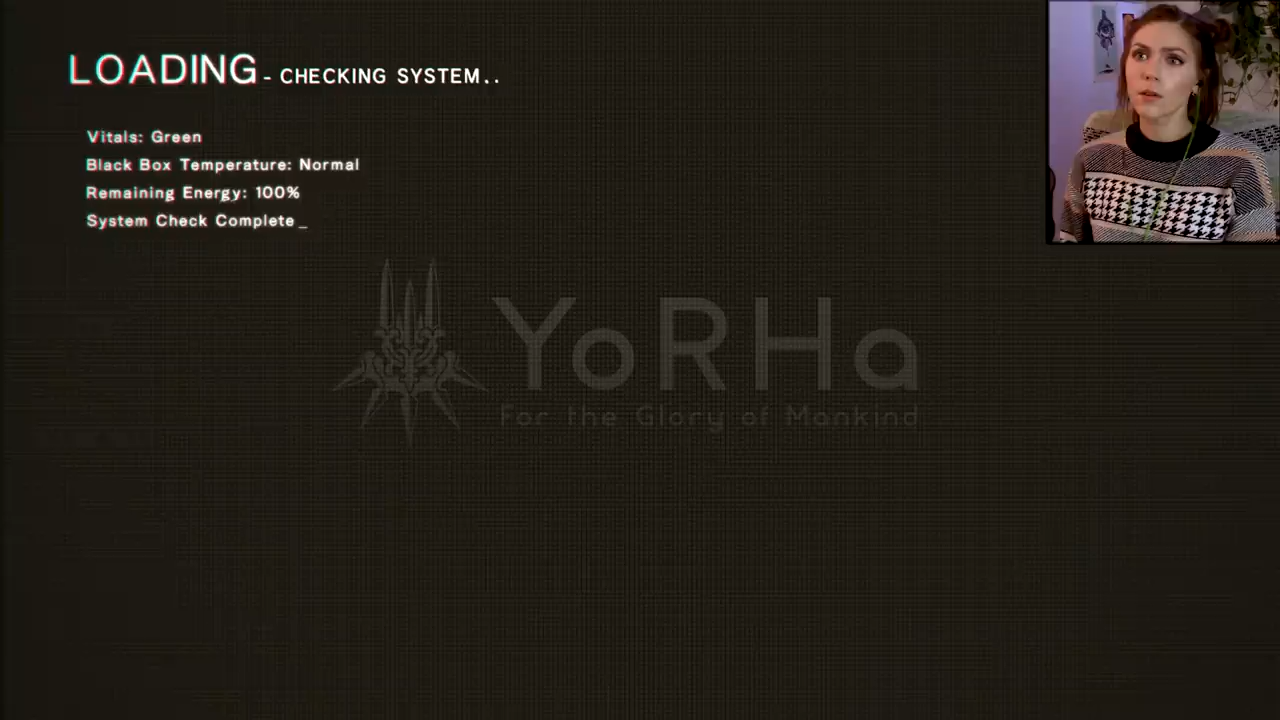 LOADING - CHECKING SYSTEM..
Vitals: Green
Black Box Temperature: Normal
Remaining Energy: 100%
System Check Complete _
YoRHa
For the Glory of Mankind